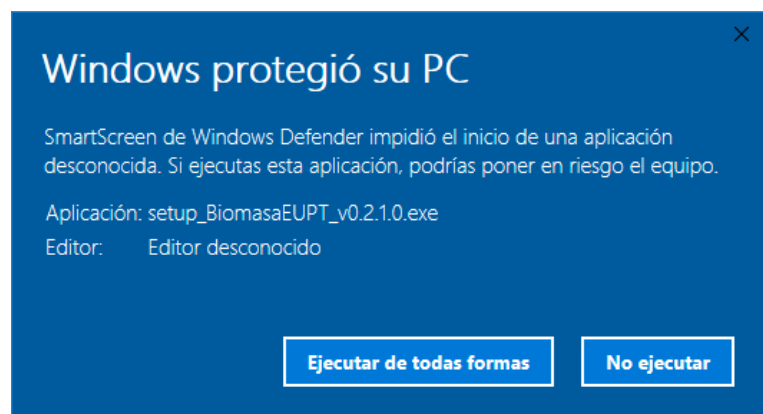 Windows protegió su PC
SmartScreen de Windows Defender impidió el inicio de una aplicación
desconocida. Si ejecutas esta aplicación, podrías poner en riesgo el equipo.
Aplicación: setup_BiomasaEUPT_v0.2.1.0.exe
Editor: Editor desconocido
Ejecutar de todas formas No ejecutar